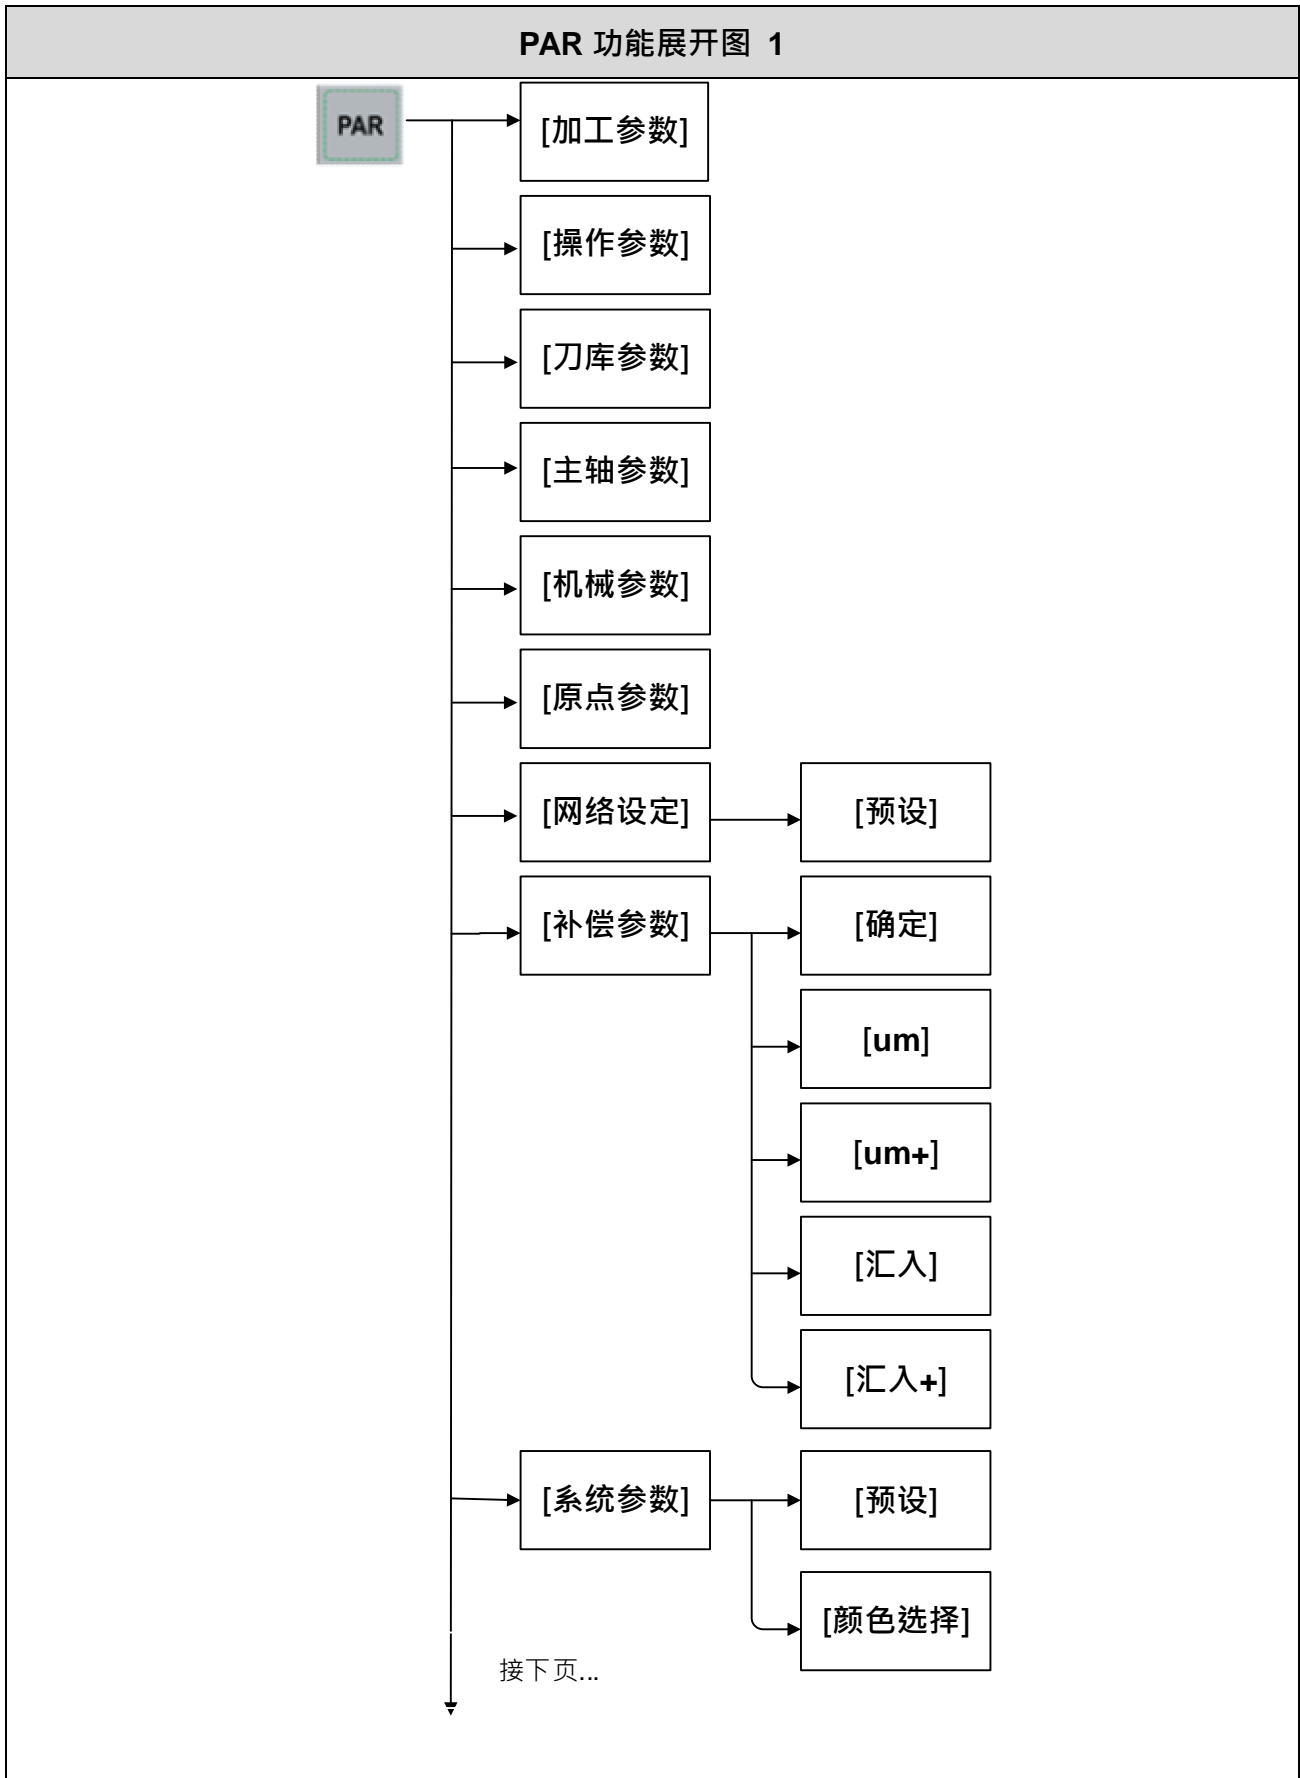 PAR 功能展开图 1
PAR
[加工参数]
[操作参数]
[刀库参数]
[主轴参数]
[机械参数]
[原点参数]
[网络设定]
[预设]
[补偿参数]
[确定]
[um]
[um+]
[汇入]
[汇入+]
[系统参数]
[预设]
[颜色选择]
接下页...